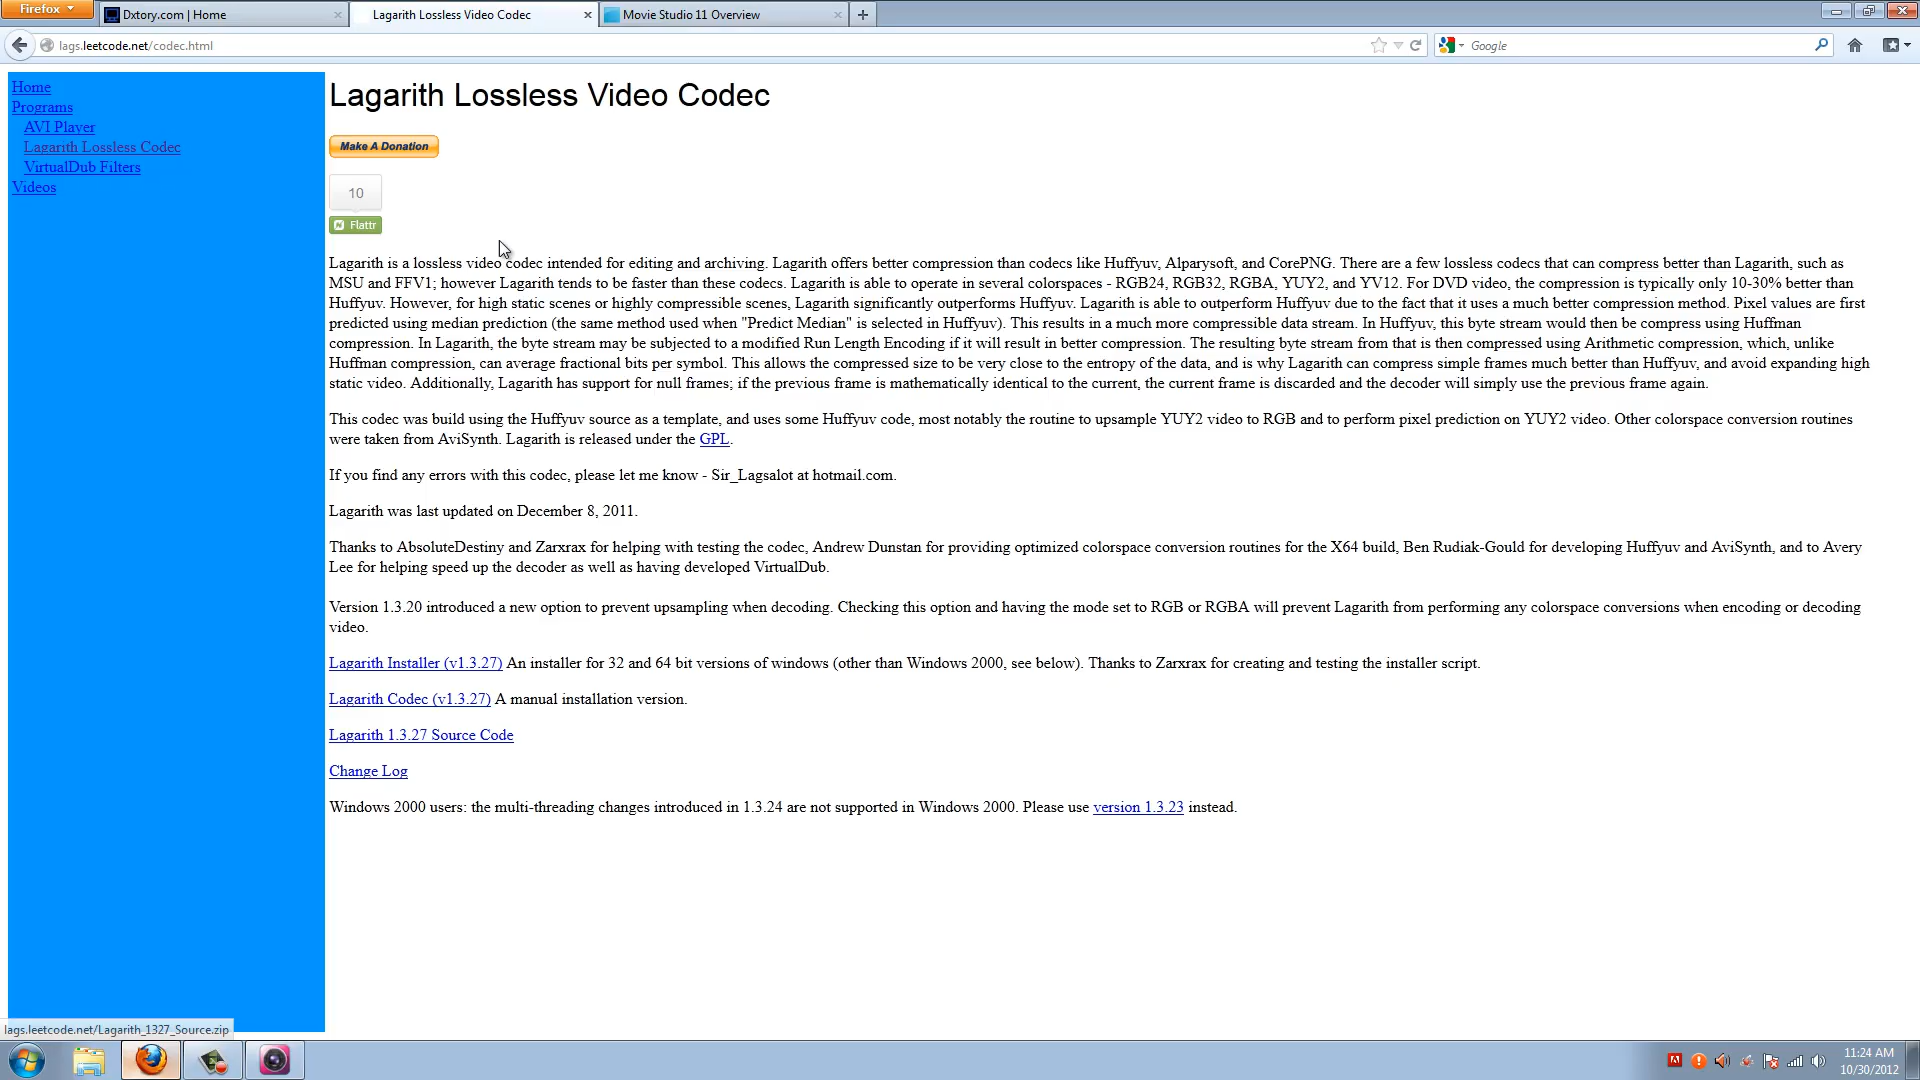 Firefox
Dxtory.com | Home
Lagarith Lossless Video Codec
Movie Studio 11 Overview
lags.leetcode.net/codec.html
Google
Home
Programs
AVI Player
Lagarith Lossless Codec
VirtualDub Filters
Videos
Lagarith Lossless Video Codec
Make A Donation
10
Flattr
Lagarith is a lossless video codec intended for editing and archiving. Lagarith offers better compression than codecs like Huffyuv, Alparysoft, and CorePNG. There are a few lossless codecs that can compress better than Lagarith, such as
MSU and FFV1; however Lagarith tends to be faster than these codecs. Lagarith is able to operate in several colorspaces - RGB24, RGB32, RGBA, YUY2, and YV12. For DVD video, the compression is typically only 10-30% better than
Huffyuv. However, for high static scenes or highly compressible scenes, Lagarith significantly outperforms Huffyuv. Lagarith is able to outperform Huffyuv due to the fact that it uses a much better compression method. Pixel values are first
predicted using median prediction (the same method used when "Predict Median" is selected in Huffyuv). This results in a much more compressible data stream. In Huffyuv, this byte stream would then be compress using Huffman
compression. In Lagarith, the byte stream may be subjected to a modified Run Length Encoding if it will result in better compression. The resulting byte stream from that is then compressed using Arithmetic compression, which, unlike
Huffman compression, can average fractional bits per symbol. This allows the compressed size to be very close to the entropy of the data, and is why Lagarith can compress simple frames much better than Huffyuv, and avoid expanding high
static video. Additionally, Lagarith has support for null frames; if the previous frame is mathematically identical to the current, the current frame is discarded and the decoder will simply use the previous frame again.
This codec was build using the Huffyuv source as a template, and uses some Huffyuv code, most notably the routine to upsample YUY2 video to RGB and to perform pixel prediction on YUY2 video. Other colorspace conversion routines
were taken from AviSynth. Lagarith is released under the GPL.
If you find any errors with this codec, please let me know - Sir_Lagsalot at hotmail.com.
Lagarith was last updated on December 8, 2011.
Thanks to AbsoluteDestiny and Zarxrax for helping with testing the codec, Andrew Dunstan for providing optimized colorspace conversion routines for the X64 build, Ben Rudiak-Gould for developing Huffyuv and AviSynth, and to Avery
Lee for helping speed up the decoder as well as having developed VirtualDub.
Version 1.3.20 introduced a new option to prevent upsampling when decoding. Checking this option and having the mode set to RGB or RGBA will prevent Lagarith from performing any colorspace conversions when encoding or decoding
video.
Lagarith Installer (v1.3.27) An installer for 32 and 64 bit versions of windows (other than Windows 2000, see below). Thanks to Zarxrax for creating and testing the installer script.
Lagarith Codec (v1.3.27) A manual installation version.
Lagarith 1.3.27 Source Code
Change Log
Windows 2000 users: the multi-threading changes introduced in 1.3.24 are not supported in Windows 2000. Please use version 1.3.23 instead.
lags.leetcode.net/Lagarith_1327_Source.zip
11:24 AM
10/30/2012